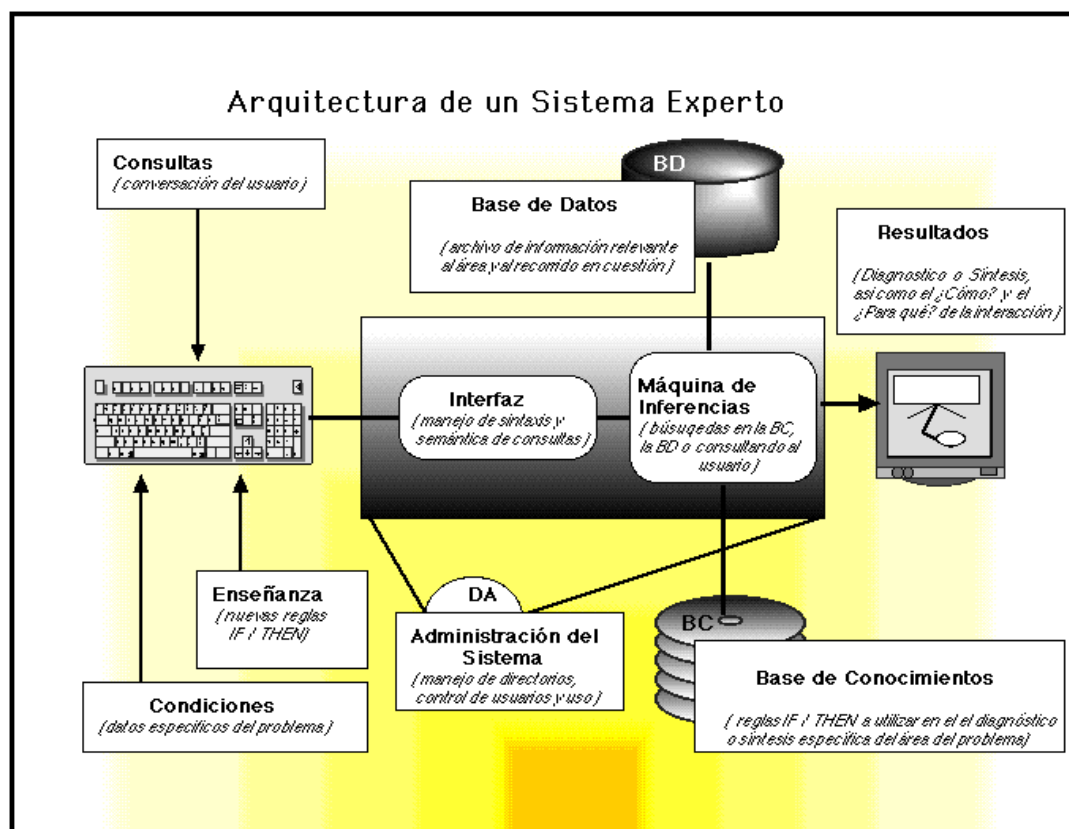 Arquitectura de un Sistema Experto
Consultas
(conversación del usuario)
BD
Base de Datos
(archivo de información relevante
al área y al recorrido en cuestión)
Resultados
(Diagnostico o Síntesis,
asi como el ¿Cómo? y el
¿Para qué? de la interacción)
Interfaz
(manejo de sintaxis y
semántica de consultas)
Máquina de
Inferencias
(búsuqedas en la BC,
la BD o consultando al
usuario)
Enseñanza
(nuevas reglas
IF / THEN)
DA
Administración del
Sistema
(manejo de directorios,
control de usuarios y uso)
Condiciones
(datos especificos del problema)
BC
Base de Conocimientos
(reglas IF / THEN a utilizar en el el diagnóstico
o síntesis específica del área del problema)